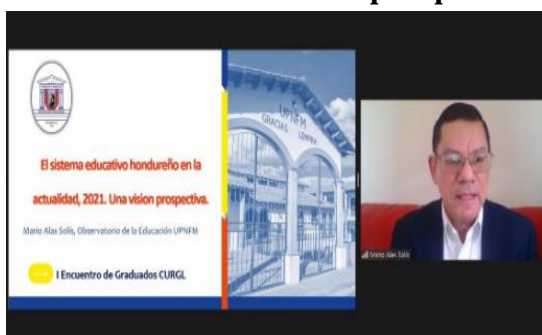 El sistema educativo hondureño en la
actualidad, 2021. Una vision prospectiva.
Mario Alas Solís, Observatorio de la Educación UPNFM
I Encuentro de Graduados CURGL
UPNFM
GRACIAS LEMPIRA
Mario Alas Solís